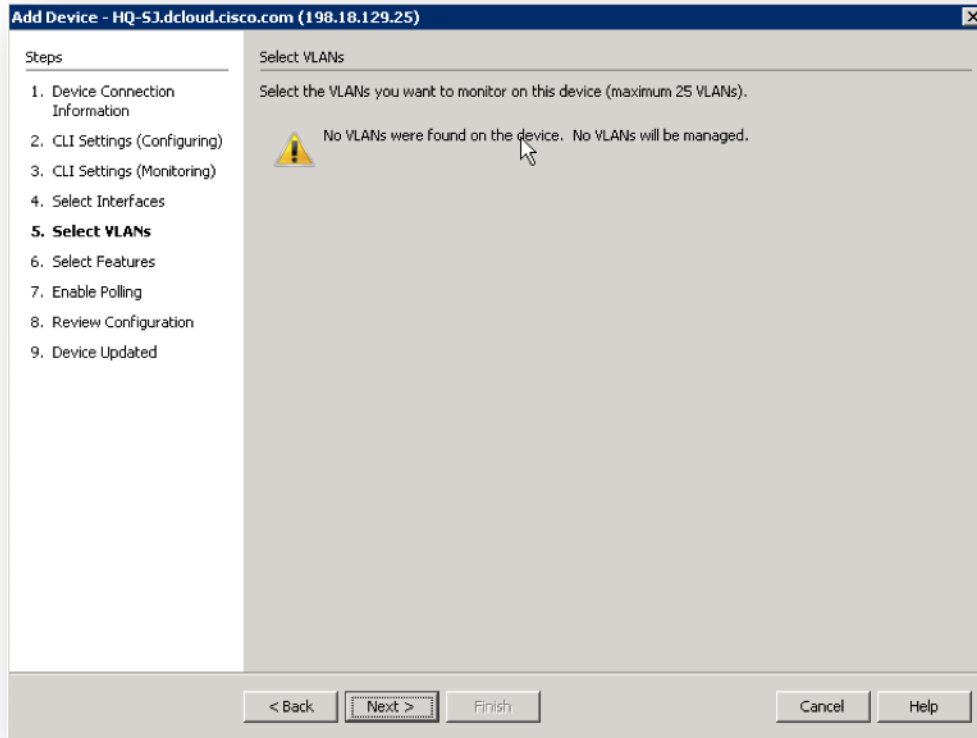 Add Device - HQ-SJ.dcloud.cisco.com (198.18.129.25)
Steps
1. Device Connection
Information
2. CLI Settings (Configuring)
3. CLI Settings (Monitoring)
4. Select Interfaces
5. Select VLANs
6. Select Features
7. Enable Polling
8. Review Configuration
9. Device Updated
Select VLANs
Select the VLANs you want to monitor on this device (maximum 25 VLANs).
No VLANs were found on the device. No VLANs will be managed.
< Back
Next >
Finish
Cancel
Help